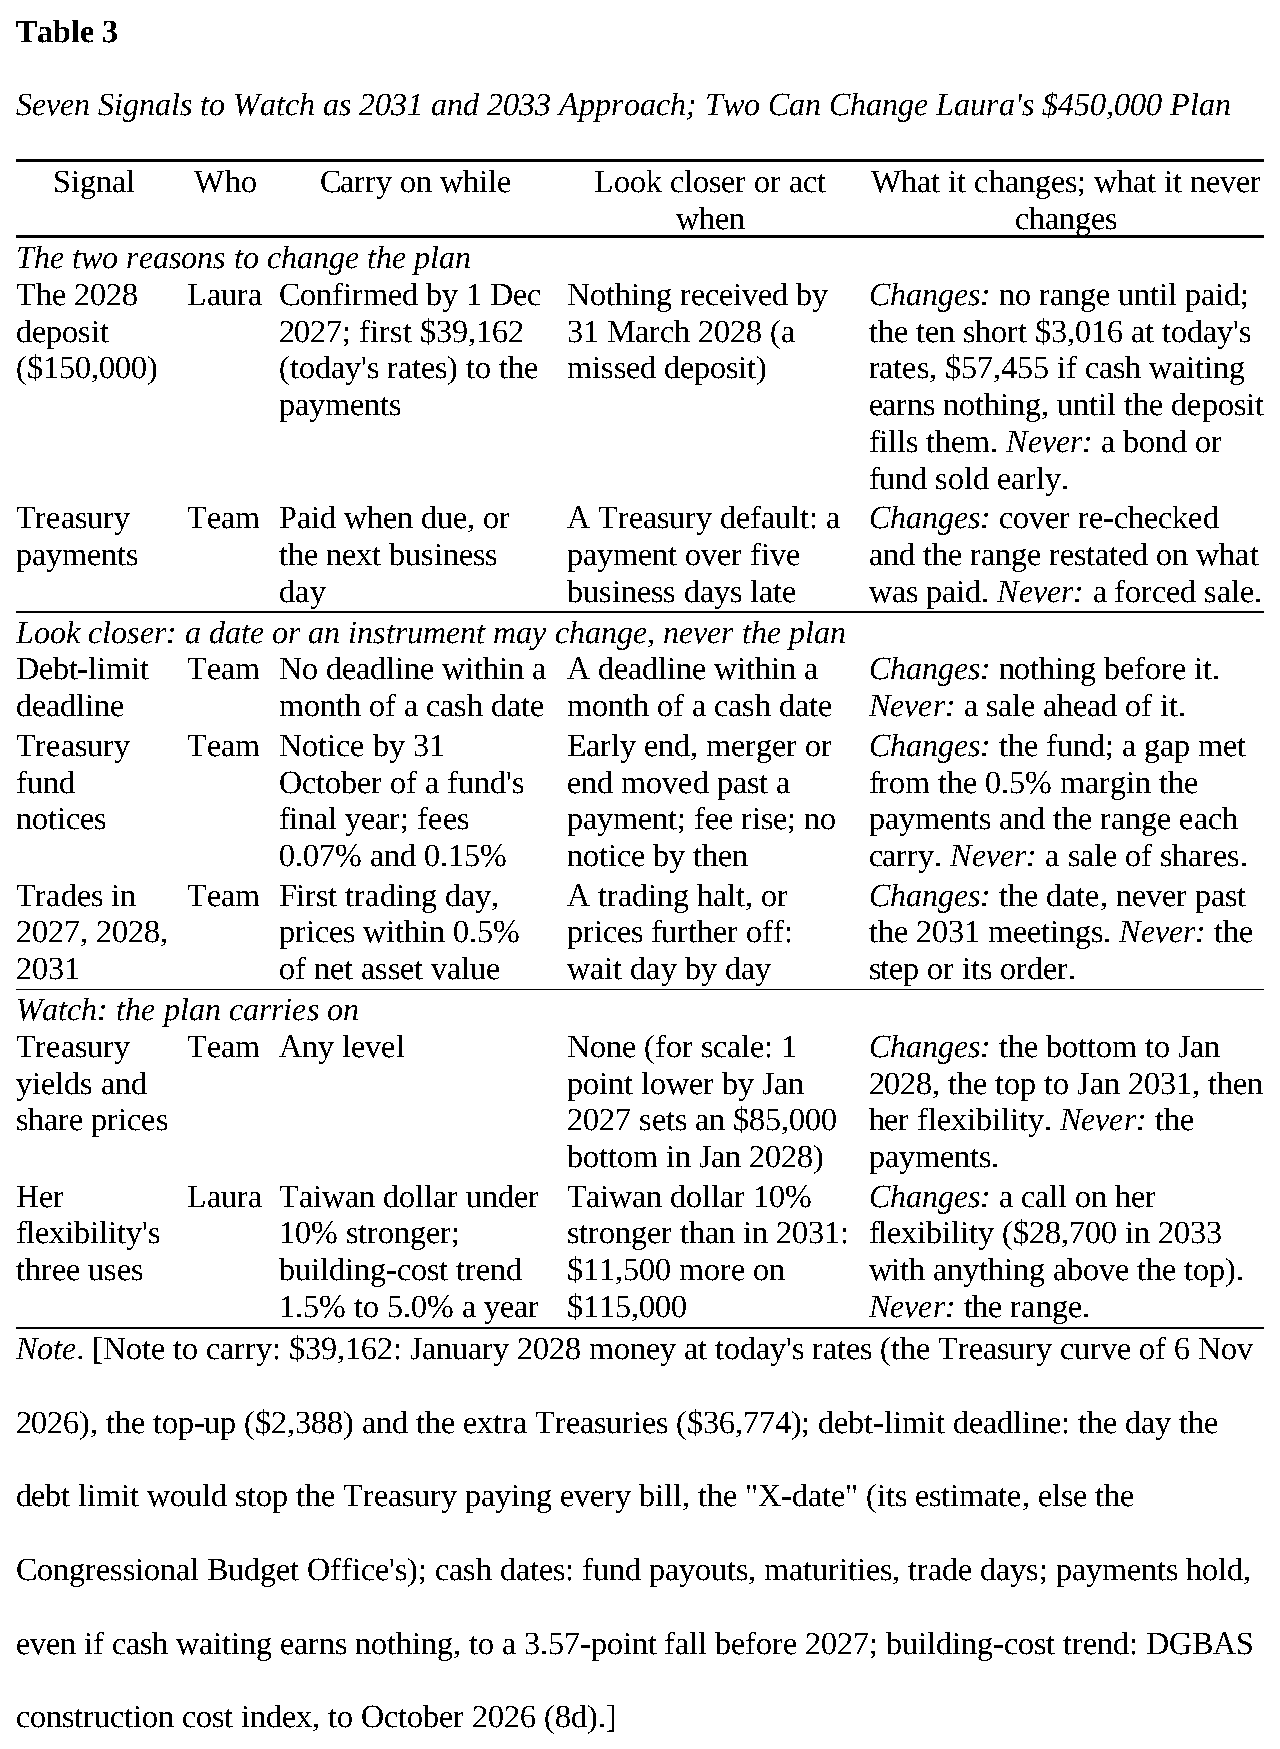 Table 3
Seven Signals to Watch as 2031 and 2033 Approach; Two Can Change Laura's $450,000 Plan
Signal Who Carry on while Look closer or act when What it changes; what it never changes
The two reasons to change the plan
The 2028 Laura Confirmed by 1 Dec Nothing received by Changes: no range until paid;
deposit 2027; first $39,162 31 March 2028 (a the ten short $3,016 at today's
($150,000) (today's rates) to the missed deposit) rates, $57,455 if cash waiting
payments earns nothing, until the deposit
fills them. Never: a bond or
fund sold early.
Treasury Team Paid when due, or A Treasury default: a Changes: cover re-checked
payments the next business payment over five and the range restated on what
day business days late was paid. Never: a forced sale.
Look closer: a date or an instrument may change, never the plan
Debt-limit Team No deadline within a A deadline within a Changes: nothing before it.
deadline month of a cash date month of a cash date Never: a sale ahead of it.
Treasury Team Notice by 31 Early end, merger or Changes: the fund; a gap met
fund October of a fund's end moved past a from the 0.5% margin the
notices final year; fees payment; fee rise; no payments and the range each
0.07% and 0.15% notice by then carry. Never: a sale of shares.
Trades in Team First trading day, A trading halt, or Changes: the date, never past
2027, 2028, prices within 0.5% prices further off: the 2031 meetings. Never: the
2031 of net asset value wait day by day step or its order.
Watch: the plan carries on
Treasury Team Any level None (for scale: 1 Changes: the bottom to Jan
yields and point lower by Jan 2028, the top to Jan 2031, then
share prices 2027 sets an $85,000 her flexibility. Never: the
bottom in Jan 2028) payments.
Her Laura Taiwan dollar under Taiwan dollar 10% Changes: a call on her
flexibility's 10% stronger; stronger than in 2031: flexibility ($28,700 in 2033
three uses building-cost trend $11,500 more on with anything above the top).
1.5% to 5.0% a year $115,000 Never: the range.
Note. [Note to carry: $39,162: January 2028 money at today's rates (the Treasury curve of 6 Nov
2026), the top-up ($2,388) and the extra Treasuries ($36,774); debt-limit deadline: the day the
debt limit would stop the Treasury paying every bill, the "X-date" (its estimate, else the
Congressional Budget Office's); cash dates: fund payouts, maturities, trade days; payments hold,
even if cash waiting earns nothing, to a 3.57-point fall before 2027; building-cost trend: DGBAS
construction cost index, to October 2026 (8d).]